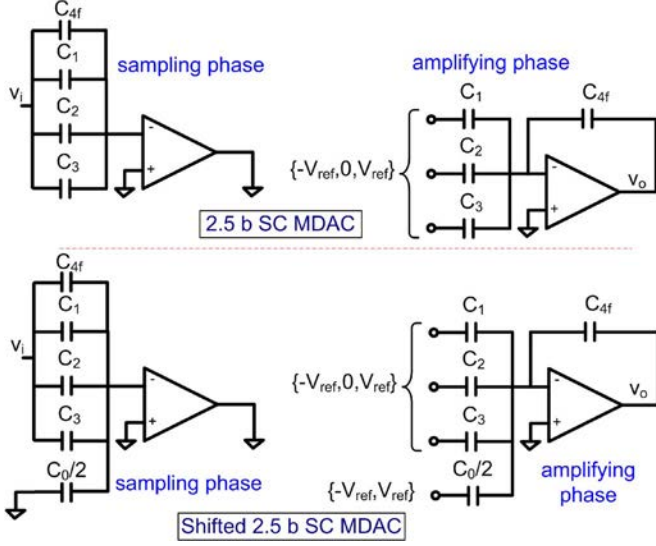 C4f
C1
sampling phase
vi
C2
C3
-
+
amplifying phase
C1
C4f
{-Vref,0,Vref}
C2
C3
-
+
vo
2.5 b SC MDAC
C4f
C1
vi
C2
C3
-
+
C0/2
sampling phase
C1
C4f
{-Vref,0,Vref}
C2
C3
-
+
vo
C0/2
{-Vref,Vref}
amplifying
phase
Shifted 2.5 b SC MDAC